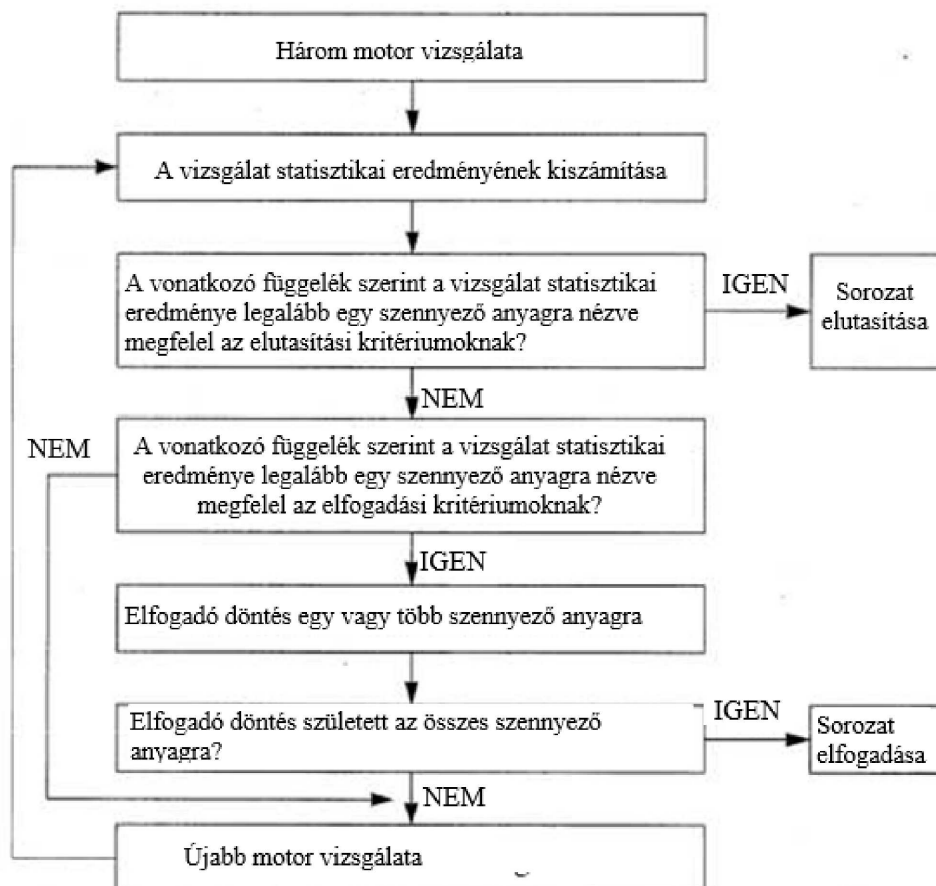 Három motor vizsgálata
A vizsgálat statisztikai eredményének kiszámítása
A vonatkozó függelék szerint a vizsgálat statisztikai
eredménye legalább egy szennyező anyagra nézve
megfelel az elutasítási kritériumoknak?
IGEN
Sorozat
elutasítása
NEM
NEM
A vonatkozó függelék szerint a vizsgálat statisztikai
eredménye legalább egy szennyező anyagra nézve
megfelel az elfogadási kritériumoknak?
IGEN
Elfogadó döntés egy vagy több szennyező anyagra
Elfogadó döntés született az összes szennyező
anyagra?
IGEN
Sorozat
elfogadása
NEM
Újabb motor vizsgálata